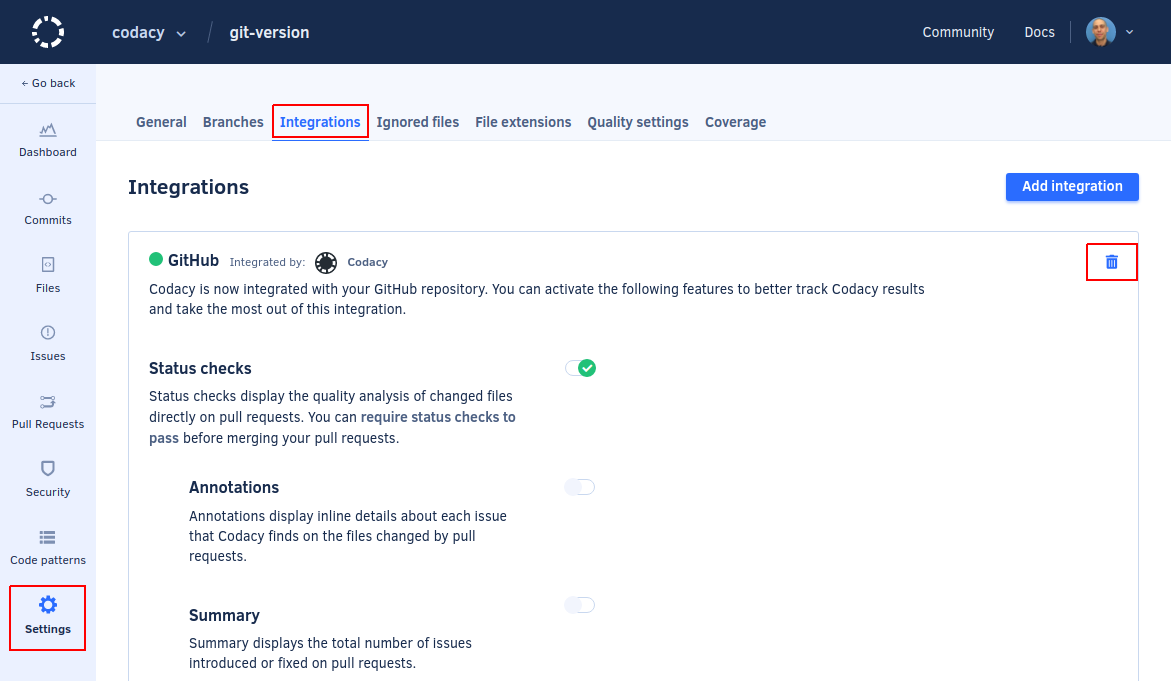 codacy / git-version
Community Docs
← Go back
Dashboard
Commits
Files
Issues
Pull Requests
Security
Code patterns
Settings
General Branches Integrations Ignored files File extensions Quality settings Coverage
Integrations
Add integration
GitHub Integrated by: Codacy
Codacy is now integrated with your GitHub repository. You can activate the following features to better track Codacy results
and take the most out of this integration.
Status checks
Status checks display the quality analysis of changed files
directly on pull requests. You can require status checks to
pass before merging your pull requests.
Annotations
Annotations display inline details about each issue
that Codacy finds on the files changed by pull
requests.
Summary
Summary displays the total number of issues
introduced or fixed on pull requests.